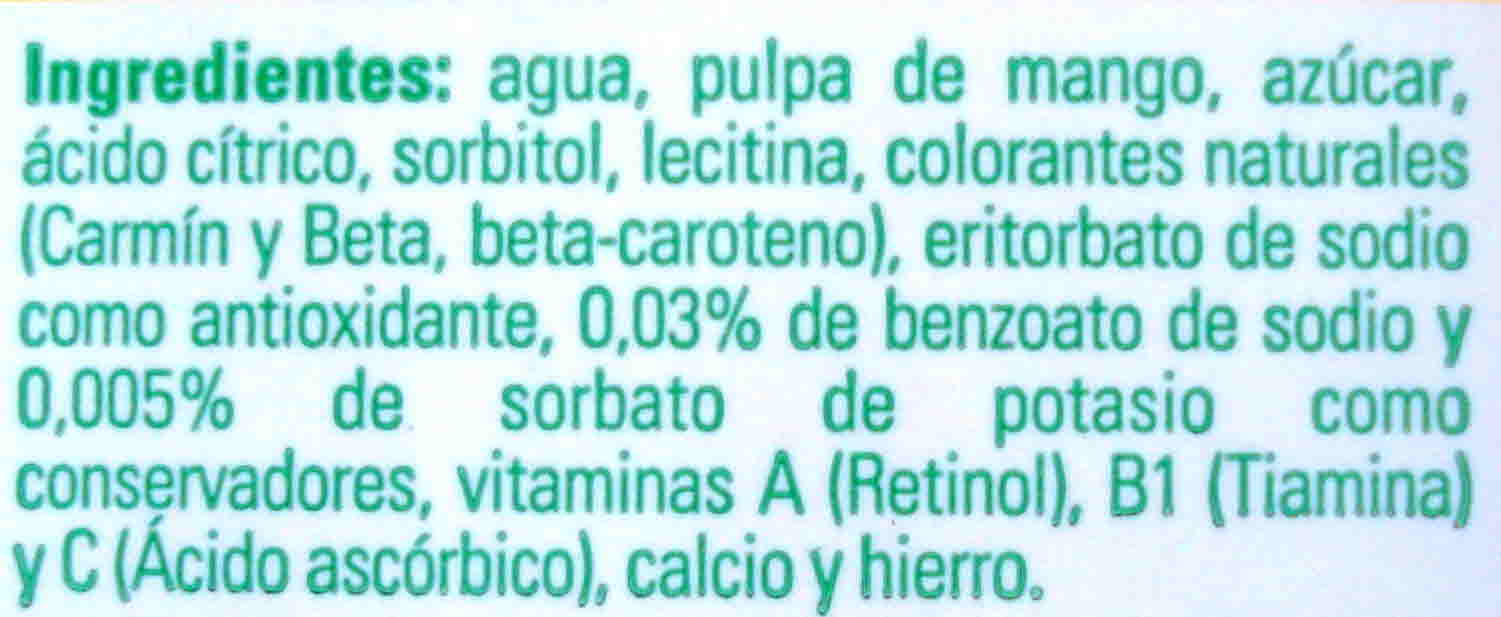 Ingredientes: agua, pulpa de mango, azúcar,
ácido cítrico, sorbitol, lecitina, colorantes naturales
(Carmín y Beta, beta-caroteno), eritorbato de sodio
como antioxidante, 0,03% de benzoato de sodio y
0,005% de sorbato de potasio como
conservadores, vitaminas A (Retinol), B1 (Tiamina)
y C (Ácido ascórbico), calcio y hierro.